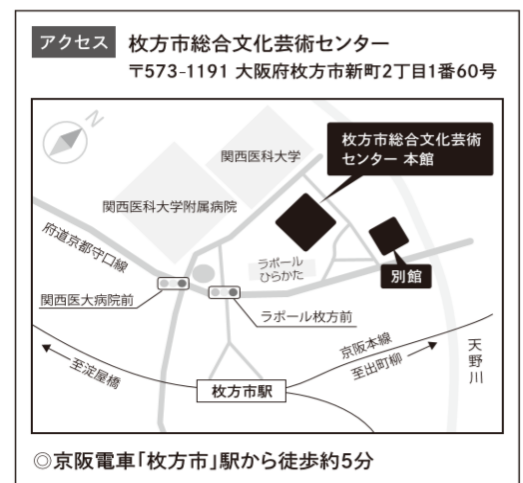 アクセス 枚方市総合文化芸術センター
〒573-1191 大阪府枚方市新町2丁目1番60号
N
枚方市総合文化芸術
センター 本館
関西医科大学
関西医科大学附属病院
府道京都守口線
ラポール
ひらかた
別館
関西医大病院前
ラポール枚方前
京阪本線
至出町柳
天野川
至淀屋橋
枚方市駅
◎京阪電車「枚方市」駅から徒歩約5分